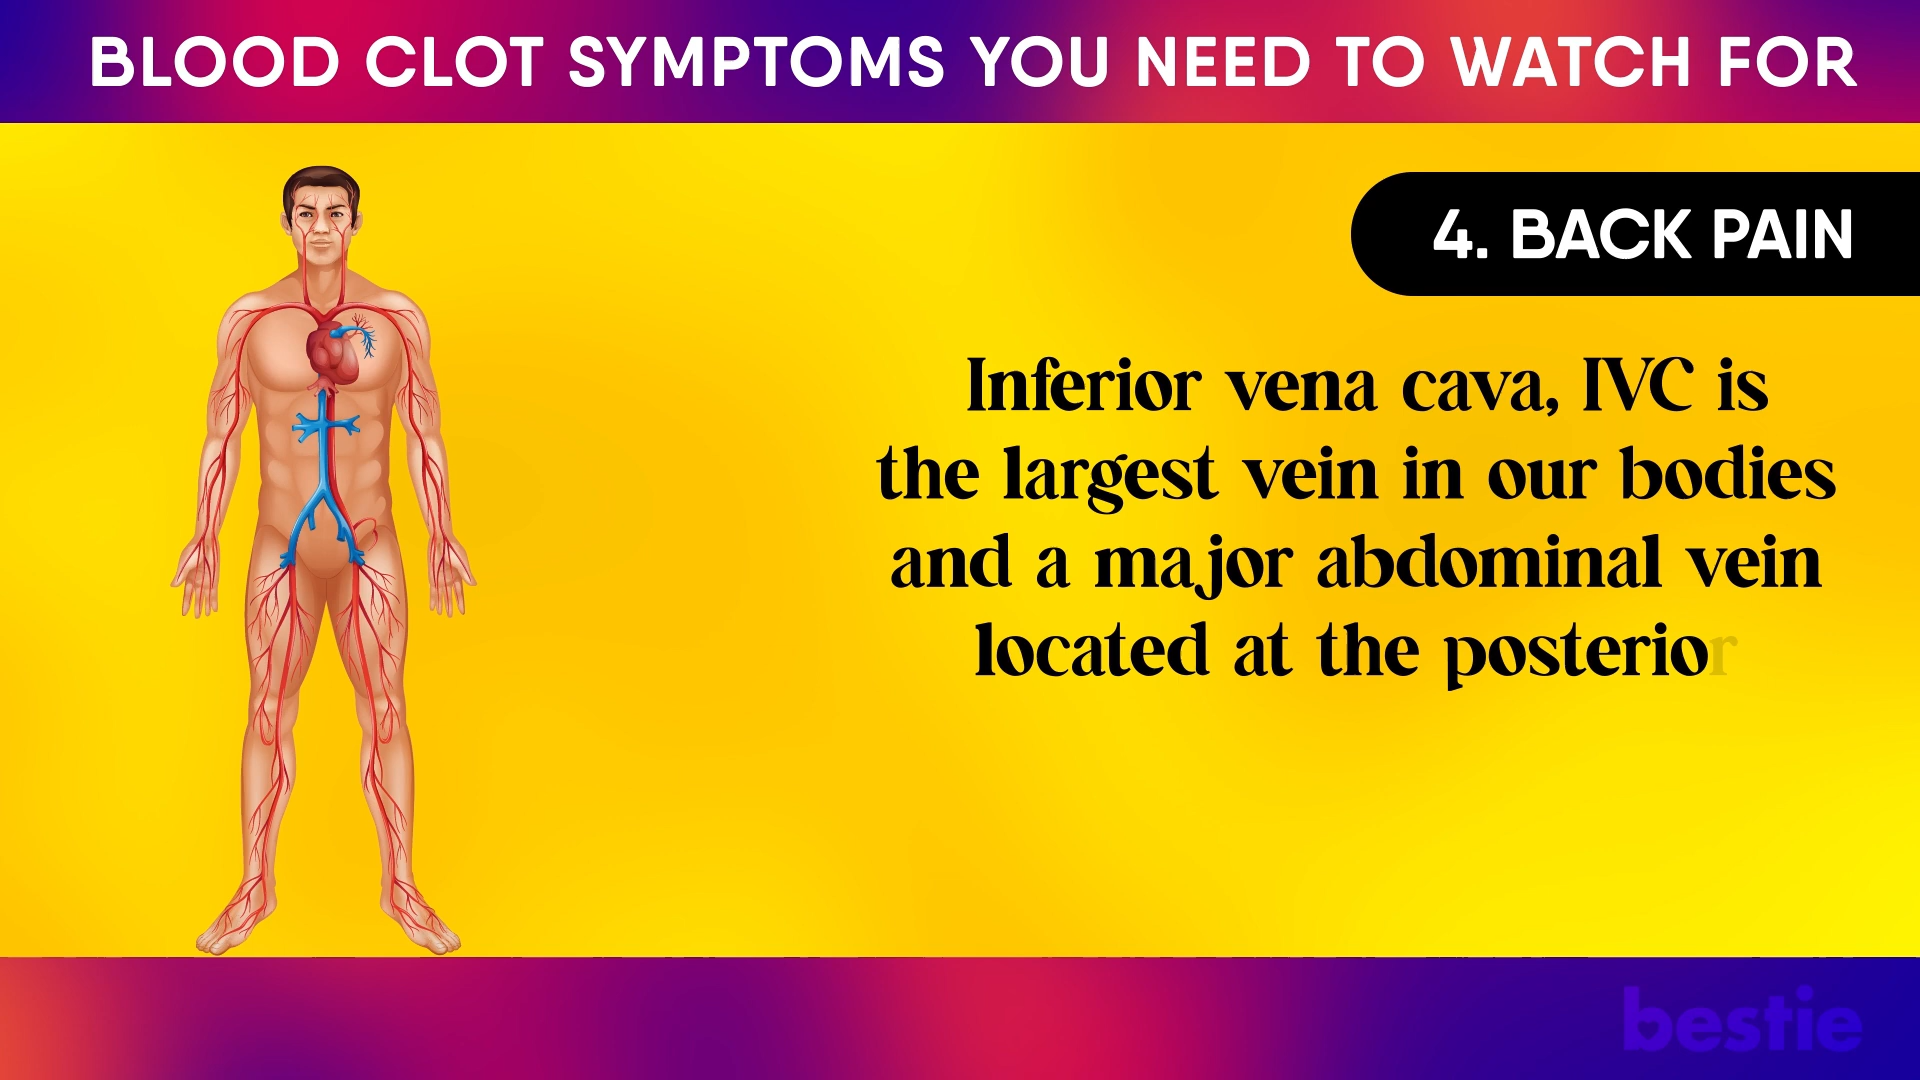 BLOOD CLOT SYMPTOMS YOU NEED TO WATCH FOR
4. BACK PAIN
Inferior vena cava, IVC is
the largest vein in our bodies
and a major abdominal vein
located at the posterior
bestie